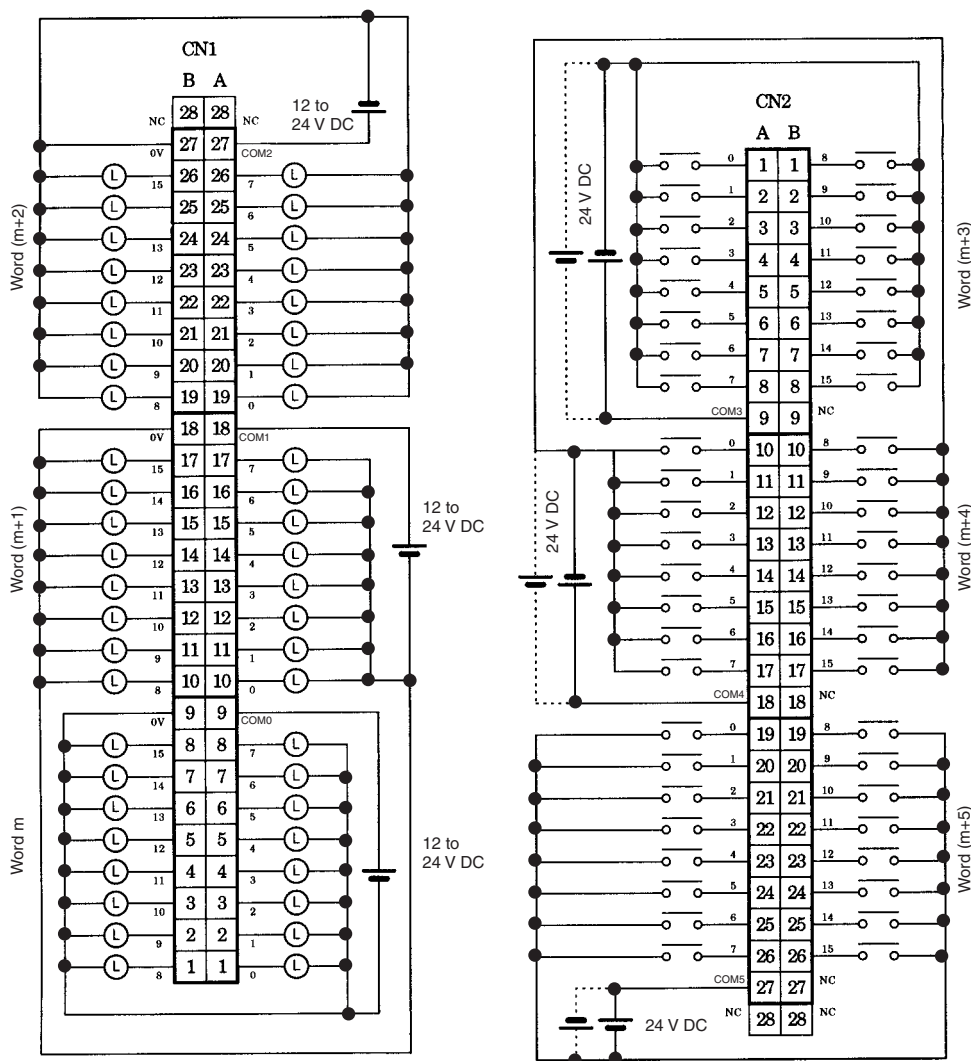 CN1
B A
12 to
24 V DC
NC 28 28 NC
0V 27 27 COM2
L 15 26 26 7 L
L 25 25 6 L
L 13 24 24 5 L
L 12 23 23 4 L
L 11 22 22 3 L
L 10 21 21 2 L
L 9 20 20 1 L
L 8 19 19 0 L
Word (m+2)
0V 18 18 COM1
L 15 17 17 7 L
L 14 16 16 6 L
L 13 15 15 5 L
L 12 14 14 4 L
L 11 13 13 3 L
L 10 12 12 2 L
L 9 11 11 1 L
L 8 10 10 0 L
Word (m+1)
12 to
24 V DC
0V 9 9 COM0
L 15 8 8 7 L
L 14 7 7 6 L
L 13 6 6 5 L
L 12 5 5 4 L
L 11 4 4 3 L
L 10 3 3 2 L
L 9 2 2 1 L
L 8 1 1 0 L
Word m
12 to
24 V DC
CN2
A B
0 1 1 8
1 2 2 9
2 3 3 10
3 4 4 11
4 5 5 12
5 6 6 13
6 7 7 14
7 8 8 15
COM3 9 9 NC
24 V DC
Word (m+3)
0 10 10 8
1 11 11 9
2 12 12 10
3 13 13 11
4 14 14 12
5 15 15 13
6 16 16 14
7 17 17 15
COM4 18 18 NC
24 V DC
Word (m+4)
0 19 19 8
1 20 20 9
2 21 21 10
3 22 22 11
4 23 23 12
5 24 24 13
6 25 25 14
7 26 26 15
COM5 27 27 NC
NC 28 28 NC
24 V DC
Word (m+5)